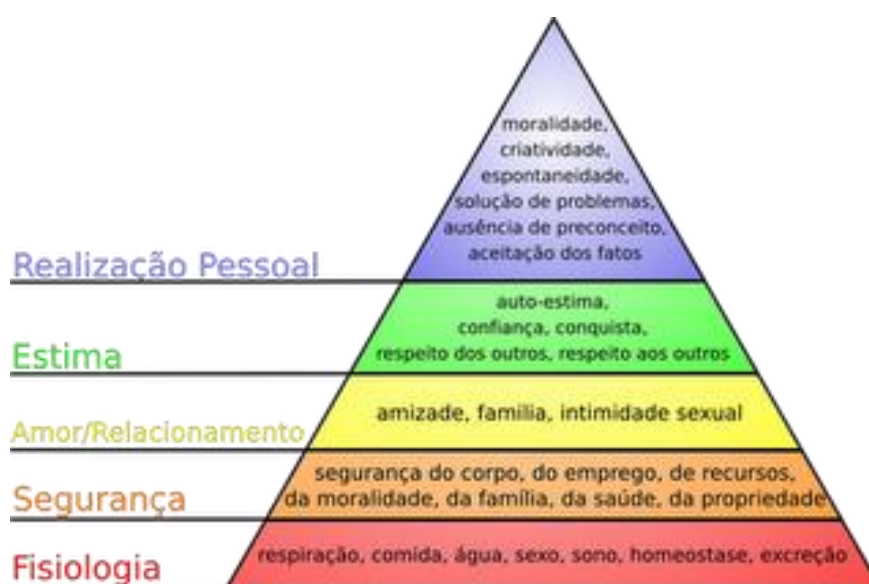 moralidade,
criatividade,
espontaneidade,
solução de problemas,
ausência de preconceito,
aceitação dos fatos
Realização Pessoal
auto-estima,
confiança, conquista,
respeito dos outros, respeito aos outros
Estima
amizade, família, intimidade sexual
Amor/Relacionamento
segurança do corpo, do emprego, de recursos,
da moralidade, da família, da saúde, da propriedade
Segurança
respiração, comida, água, sexo, sono, homeostase, excreção
Fisiologia